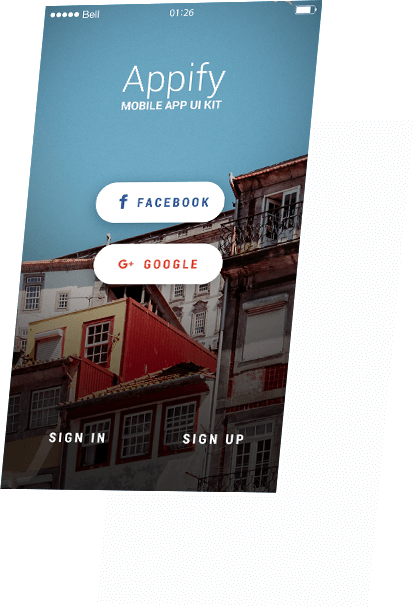 Bell 01:26
Appify
MOBILE APP UI KIT
f FACEBOOK
G+ GOOGLE
SIGN IN SIGN UP